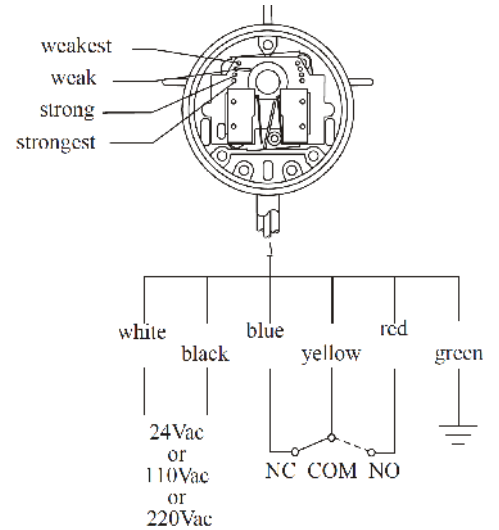 weakest
weak
strong
strongest
white
black
blue
yellow
red
green
24Vac
or
110Vac
or
220Vac
NC COM NO